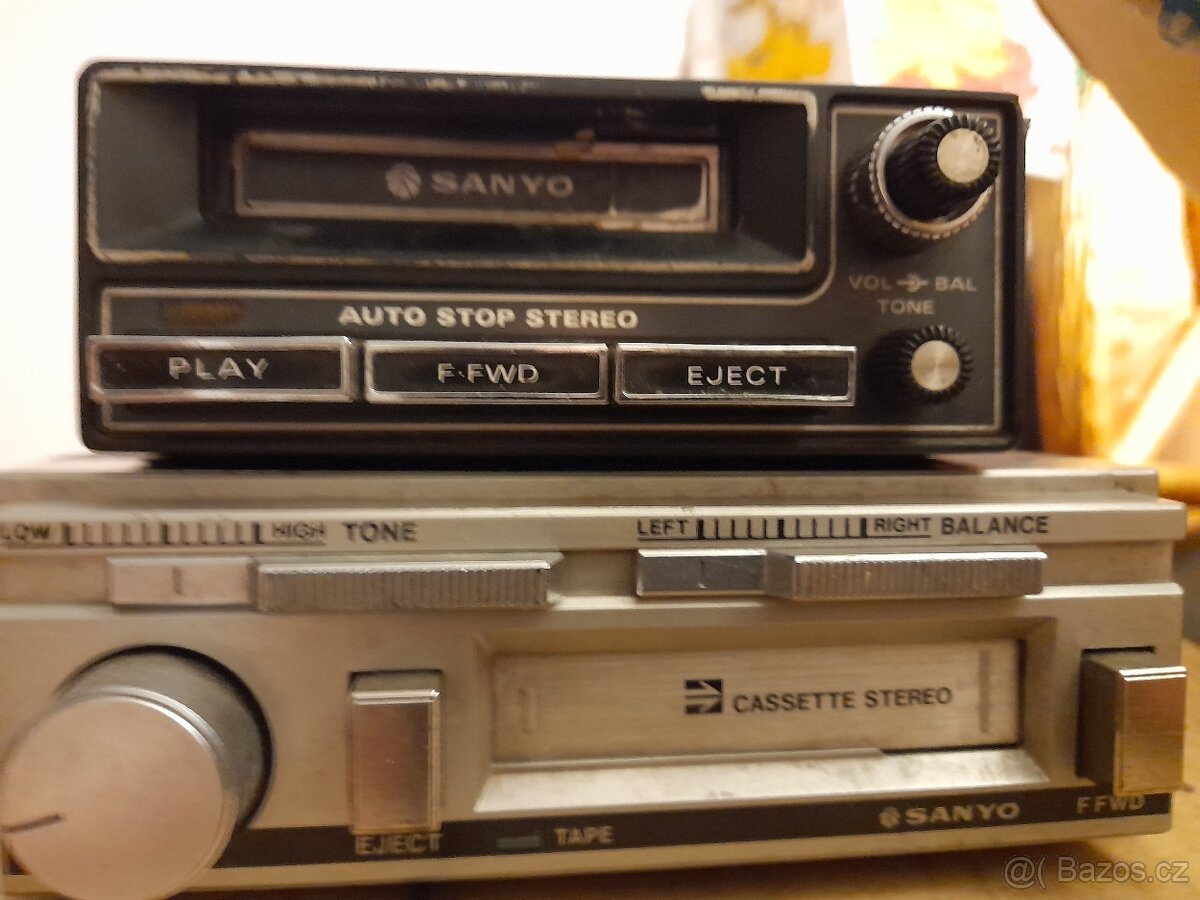 SANYO
VOL BAL
TONE
AUTO STOP STEREO
PLAY F·FWD EJECT
LOW HIGH TONE LEFT RIGHT BALANCE
CASSETTE STEREO
SANYO F FWD
EJECT TAPE
@( Bazos.cz